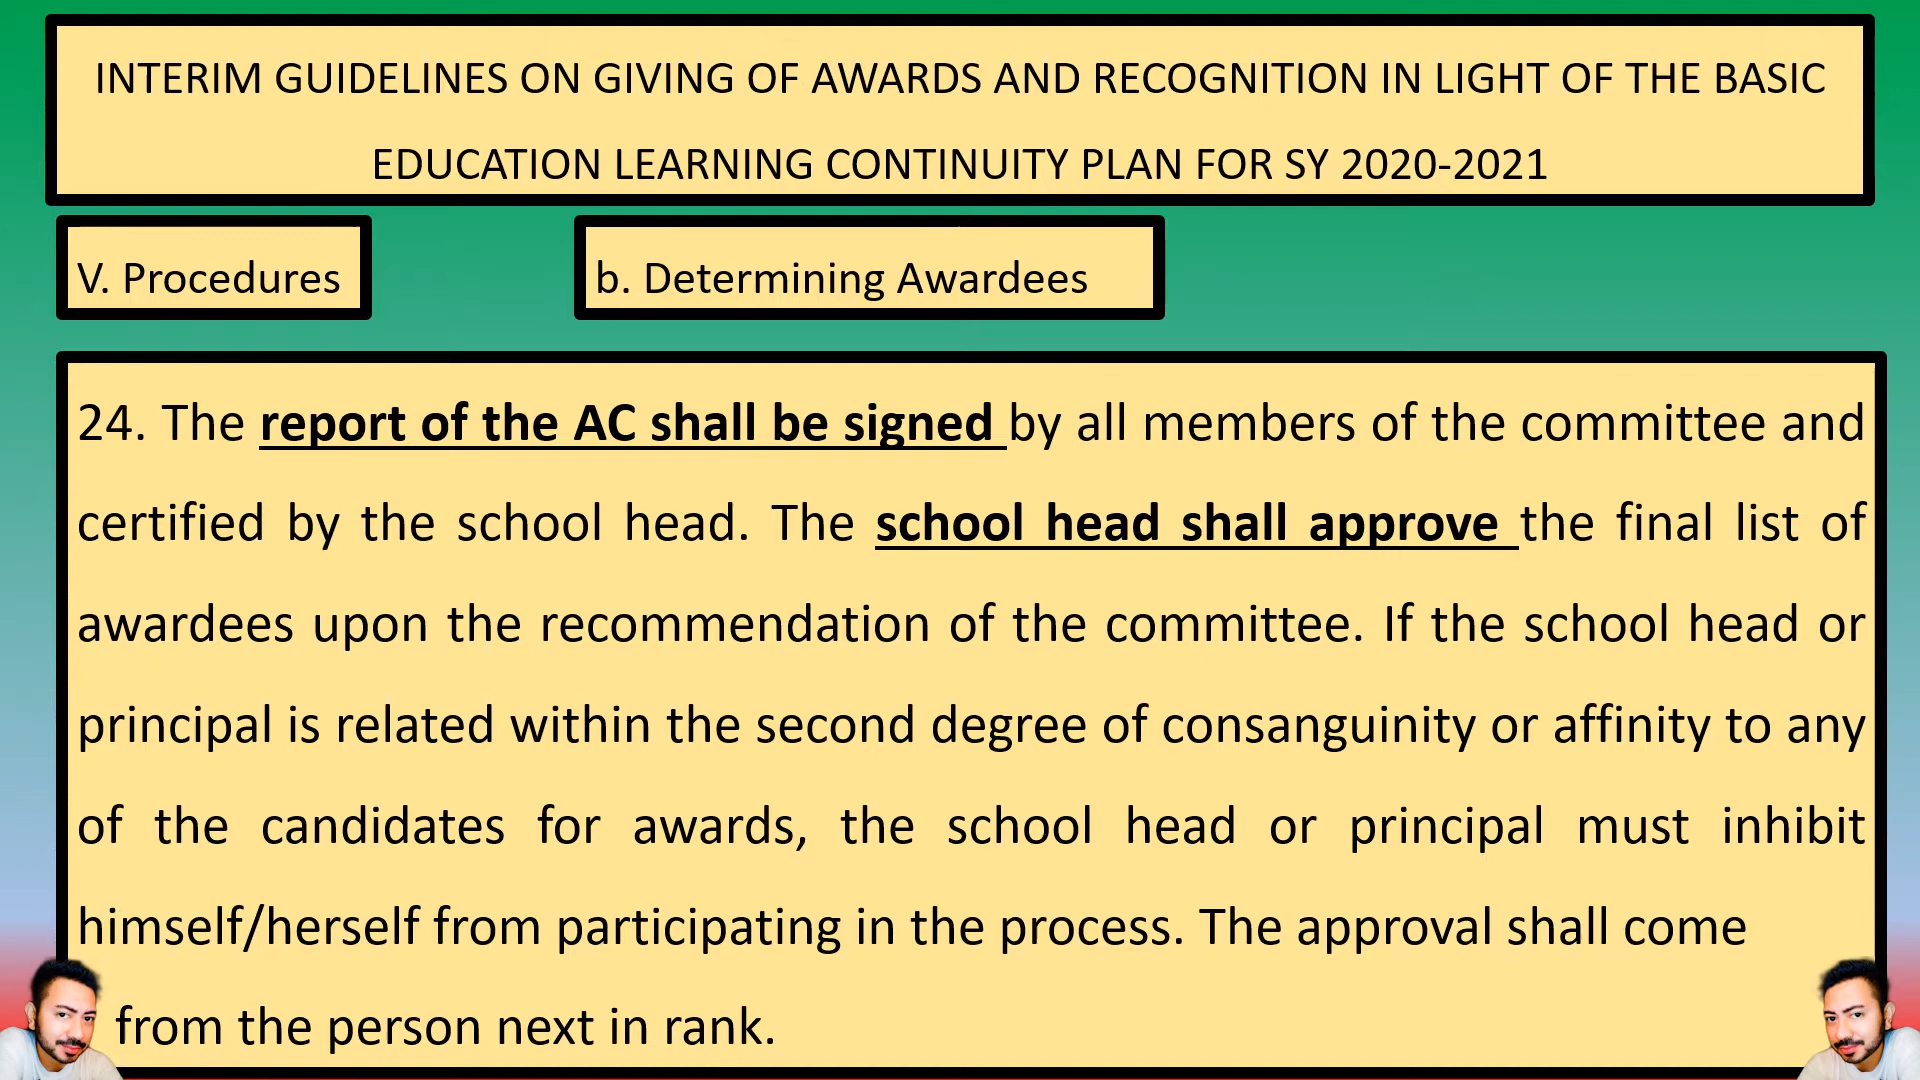 INTERIM GUIDELINES ON GIVING OF AWARDS AND RECOGNITION IN LIGHT OF THE BASIC
EDUCATION LEARNING CONTINUITY PLAN FOR SY 2020-2021
V. Procedures
b. Determining Awardees
24. The report of the AC shall be signed by all members of the committee and
certified by the school head. The school head shall approve the final list of
awardees upon the recommendation of the committee. If the school head or
principal is related within the second degree of consanguinity or affinity to any
of the candidates for awards, the school head or principal must inhibit
himself/herself from participating in the process. The approval shall come
from the person next in rank.